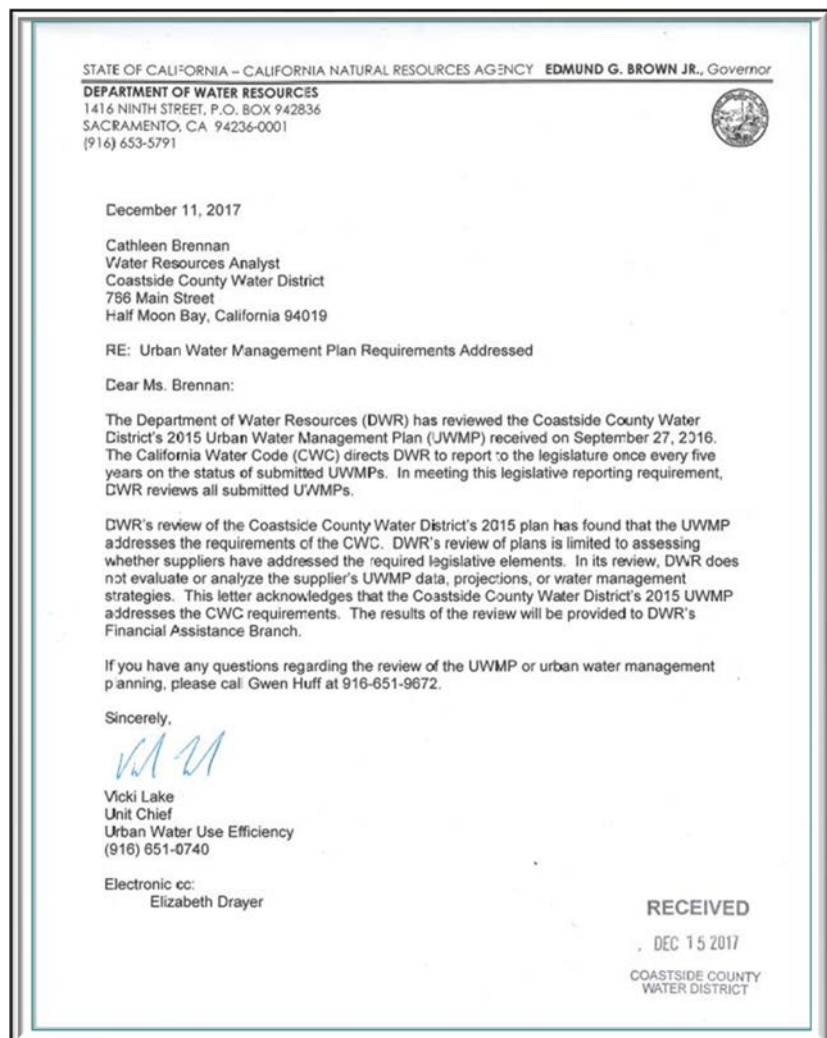 STATE OF CALIFORNIA – CALIFORNIA NATURAL RESOURCES AGENCY EDMUND G. BROWN JR., Governor
DEPARTMENT OF WATER RESOURCES
1416 NINTH STREET, P.O. BOX 942836
SACRAMENTO, CA 94236-0001
(916) 653-5791
December 11, 2017
Cathleen Brennan
Water Resources Analyst
Coastside County Water District
766 Main Street
Half Moon Bay, California 94019
RE: Urban Water Management Plan Requirements Addressed
Dear Ms. Brennan:
The Department of Water Resources (DWR) has reviewed the Coastside County Water
District's 2015 Urban Water Management Plan (UWMP) received on September 27, 2016.
The California Water Code (CWC) directs DWR to report to the legislature once every five
years on the status of submitted UWMPs. In meeting this legislative reporting requirement,
DWR reviews all submitted UWMPs.
DWR's review of the Coastside County Water District's 2015 plan has found that the UWMP
addresses the requirements of the CWC. DWR's review of plans is limited to assessing
whether suppliers have addressed the required legislative elements. In its review, DWR does
not evaluate or analyze the supplier's UWMP data, projections, or water management
strategies. This letter acknowledges that the Coastside County Water District's 2015 UWMP
addresses the CWC requirements. The results of the review will be provided to DWR's
Financial Assistance Branch.
If you have any questions regarding the review of the UWMP or urban water management
planning, please call Gwen Huff at 916-651-9672.
Sincerely,
Vicki Lake
Unit Chief
Urban Water Use Efficiency
(916) 651-0740
Electronic cc:
Elizabeth Drayer
RECEIVED
DEC 15 2017
COASTSIDE COUNTY
WATER DISTRICT